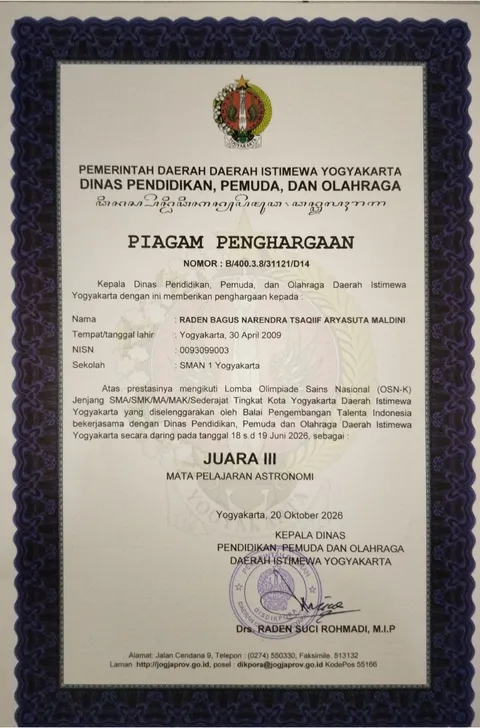 PEMERINTAH DAERAH DAERAH ISTIMEWA YOGYAKARTA
DINAS PENDIDIKAN, PEMUDA, DAN OLAHRAGA
PIAGAM PENGHARGAAN
NOMOR : B/400.3.8/31121/D14
Kepala Dinas Pendidikan, Pemuda, dan Olahraga Daerah Istimewa
Yogyakarta dengan ini memberikan penghargaan kepada :
Nama : RADEN BAGUS NARENDRA TSAQIIF ARYASUTA MALDINI
Tempat/tanggal lahir : Yogyakarta, 30 April 2009
NISN : 0093099003
Sekolah : SMAN 1 Yogyakarta
Atas prestasinya mengikuti Lomba Olimpiade Sains Nasional (OSN-K)
Jenjang SMA/SMK/MA/MAK/Sederajat Tingkat Kota Yogyakarta Daerah Istimewa
Yogyakarta yang diselenggarakan oleh Balai Pengembangan Talenta Indonesia
bekerjasama dengan Dinas Pendidikan, Pemuda dan Olahraga Daerah Istimewa
Yogyakarta secara daring pada tanggal 18 s.d 19 Juni 2026, sebagai :
JUARA III
MATA PELAJARAN ASTRONOMI
Yogyakarta, 20 Oktober 2026
KEPALA DINAS
PENDIDIKAN, PEMUDA DAN OLAHRAGA
DAERAH ISTIMEWA YOGYAKARTA
Drs. RADEN SUCI ROHMADI, M.I.P
Alamat: Jalan Cendana 9, Telepon : (0274) 550330, Faksimile. 513132
Laman :http://jogjaprov.go.id, posel : dikpora@jogjaprov.go.id KodePos 55166